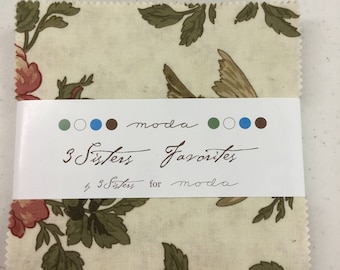 moda
3 Sisters Favorites
by 3 Sisters for moda